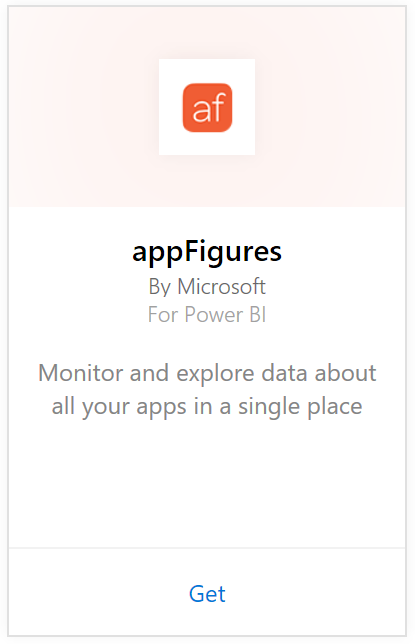 af
appFigures
By Microsoft
For Power BI
Monitor and explore data about
all your apps in a single place
Get